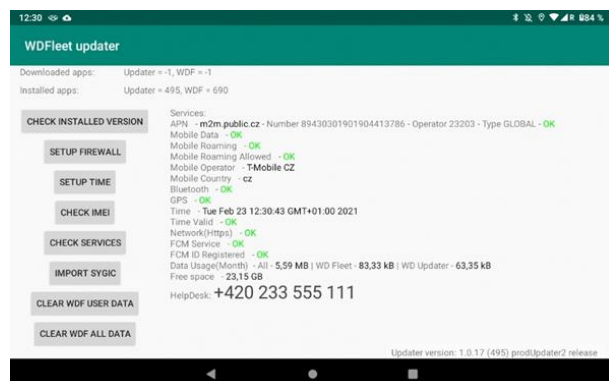 12:30
R 84 %
WDFleet updater
Downloaded apps: Updater = -1, WDF = -1
Installed apps: Updater = 495, WDF = 690
CHECK INSTALLED VERSION
SETUP FIREWALL
SETUP TIME
CHECK IMEI
CHECK SERVICES
IMPORT SYGIC
CLEAR WDF USER DATA
CLEAR WDF ALL DATA
Services:
APN - m2m.public.cz - Number 89430301901904413786 - Operator 23203 - Type GLOBAL - OK
Mobile Data - OK
Mobile Roaming - OK
Mobile Roaming Allowed - OK
Mobile Operator - T-Mobile CZ
Mobile Country - cz
Bluetooth - OK
GPS - OK
Time - Tue Feb 23 12:30:43 GMT+01:00 2021
Time Valid - OK
Network(Https) - OK
FCM Service - OK
FCM ID Registered - OK
Data Usage(Month) - All - 5,59 MB | WD Fleet - 83,33 kB | WD Updater - 63,35 kB
Free space - 23,15 GB
HelpDesk: +420 233 555 111
Updater version: 1.0.17 (495) prodUpdater2 release